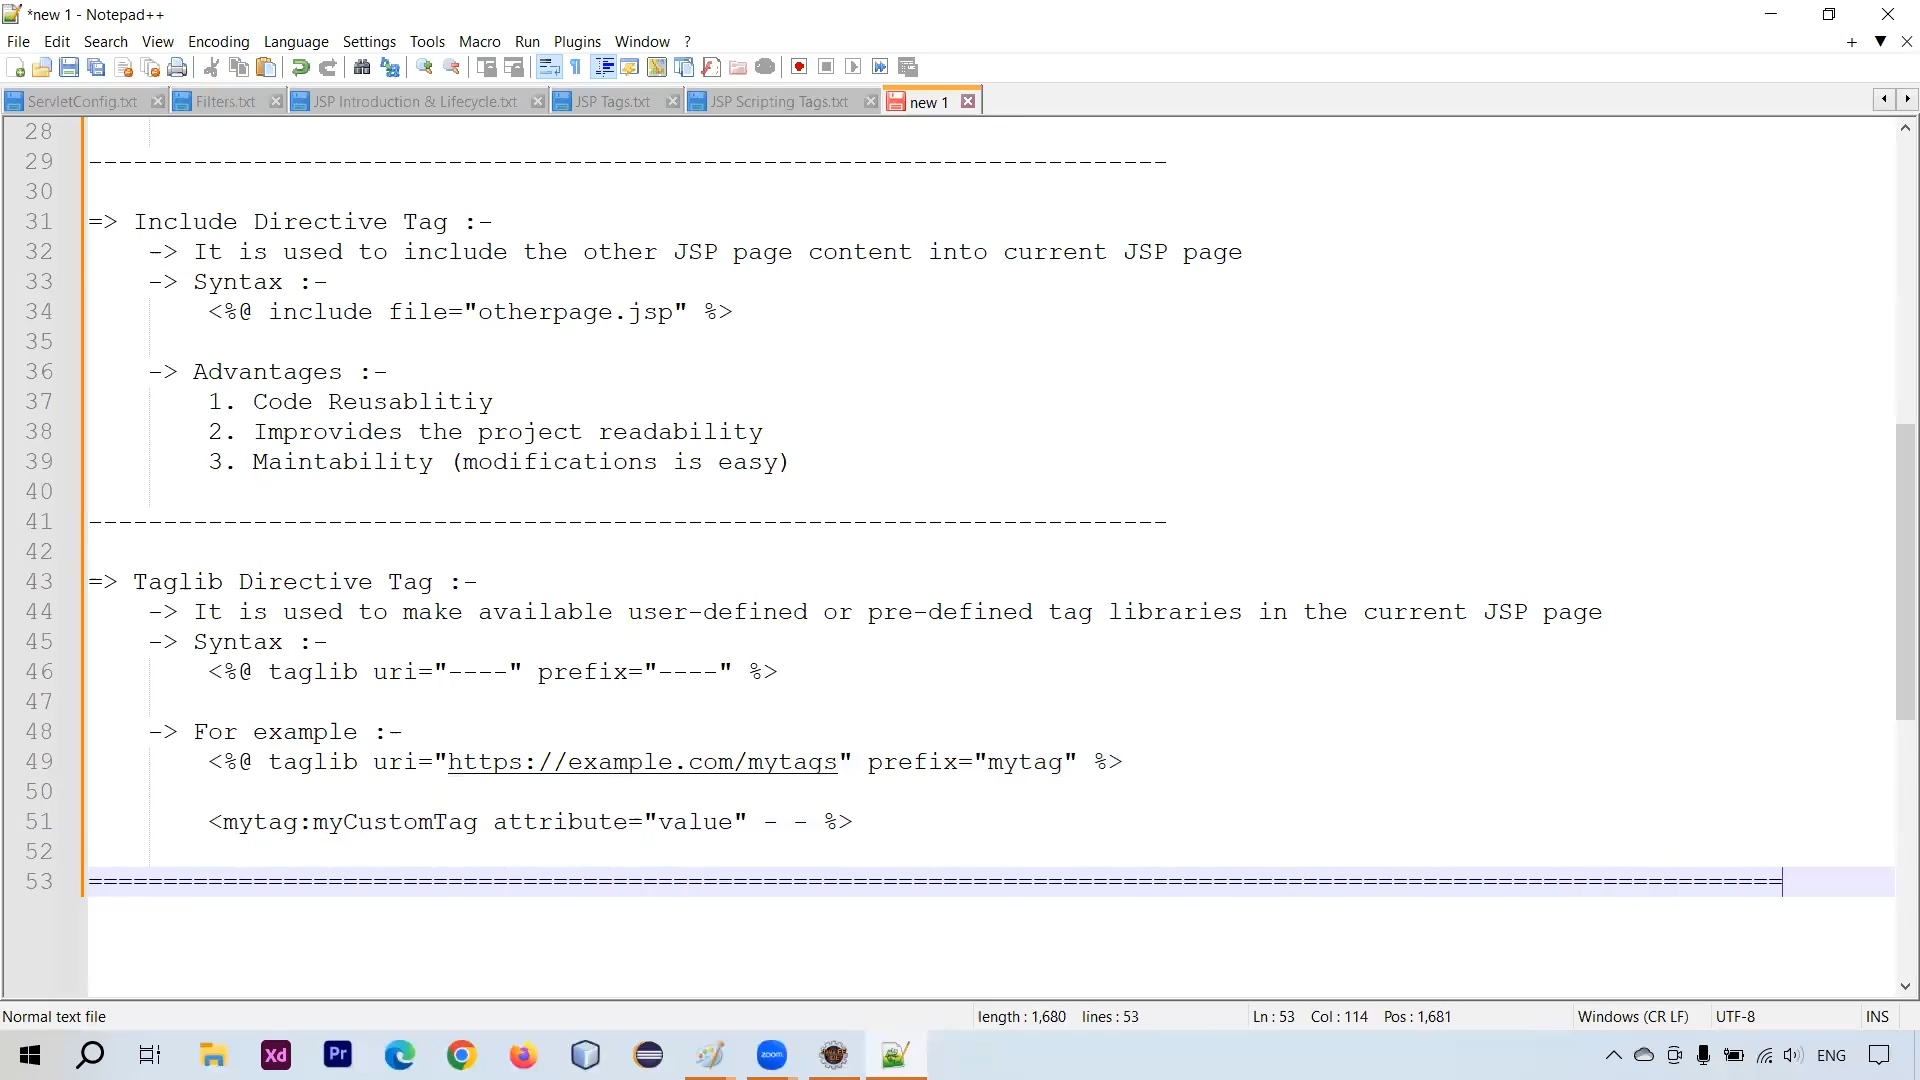 *new 1 - Notepad++
File Edit Search View Encoding Language Settings Tools Macro Run Plugins Window ?
ServletConfig.txt Filters.txt JSP Introduction & Lifecycle.txt JSP Tags.txt JSP Scripting Tags.txt new 1
28
29 ------------------------------------------------------------------------
30
31 => Include Directive Tag :-
32 -> It is used to include the other JSP page content into current JSP page
33 -> Syntax :-
34 <%@ include file="otherpage.jsp" %>
35
36 -> Advantages :-
37 1. Code Reusablitiy
38 2. Improvides the project readability
39 3. Maintability (modifications is easy)
40
41 ------------------------------------------------------------------------
42
43 => Taglib Directive Tag :-
44 -> It is used to make available user-defined or pre-defined tag libraries in the current JSP page
45 -> Syntax :-
46 <%@ taglib uri="----" prefix="----" %>
47
48 -> For example :-
49 <%@ taglib uri="https://example.com/mytags" prefix="mytag" %>
50
51 <mytag:myCustomTag attribute="value" - - %>
52
53 =================================================================================================================
Normal text file length : 1,680 lines : 53 Ln : 53 Col : 114 Pos : 1,681 Windows (CR LF) UTF-8 INS
Xd Pr zoom ENG